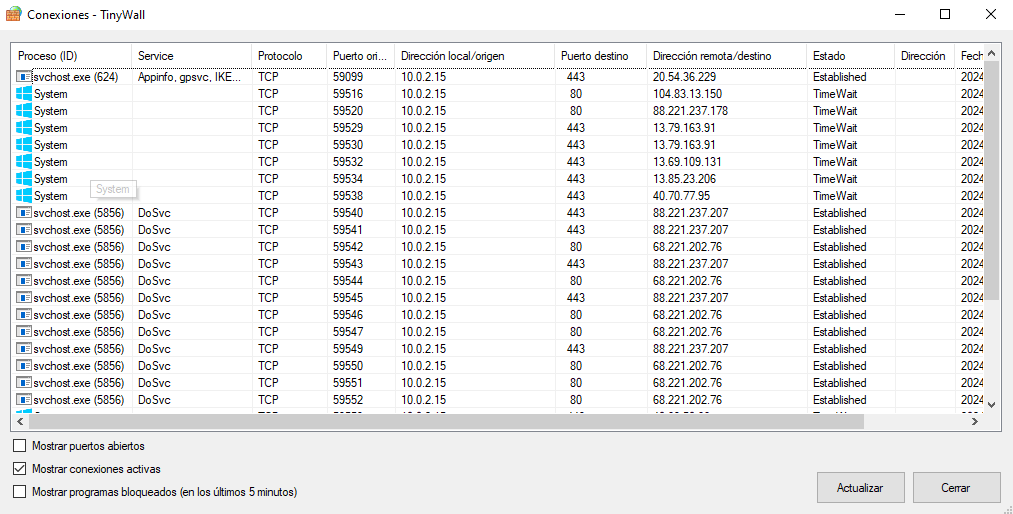 Conexiones - TinyWall
Proceso (ID) Service Protocolo Puerto ori... Dirección local/origen Puerto destino Dirección remota/destino Estado Dirección Fech
svchost.exe (624) Appinfo, gpsvc, IKE... TCP 59099 10.0.2.15 443 20.54.36.229 Established 2024
System TCP 59516 10.0.2.15 80 104.83.13.150 TimeWait 2024
System TCP 59520 10.0.2.15 80 88.221.237.178 TimeWait 2024
System TCP 59529 10.0.2.15 443 13.79.163.91 TimeWait 2024
System TCP 59530 10.0.2.15 443 13.79.163.91 TimeWait 2024
System TCP 59532 10.0.2.15 443 13.69.109.131 TimeWait 2024
System TCP 59534 10.0.2.15 443 13.85.23.206 TimeWait 2024
System
System TCP 59538 10.0.2.15 443 40.70.77.95 TimeWait 2024
svchost.exe (5856) DoSvc TCP 59540 10.0.2.15 443 88.221.237.207 Established 2024
svchost.exe (5856) DoSvc TCP 59541 10.0.2.15 443 88.221.237.207 Established 2024
svchost.exe (5856) DoSvc TCP 59542 10.0.2.15 80 68.221.202.76 Established 2024
svchost.exe (5856) DoSvc TCP 59543 10.0.2.15 443 88.221.237.207 Established 2024
svchost.exe (5856) DoSvc TCP 59544 10.0.2.15 80 68.221.202.76 Established 2024
svchost.exe (5856) DoSvc TCP 59545 10.0.2.15 443 88.221.237.207 Established 2024
svchost.exe (5856) DoSvc TCP 59546 10.0.2.15 80 68.221.202.76 Established 2024
svchost.exe (5856) DoSvc TCP 59547 10.0.2.15 80 68.221.202.76 Established 2024
svchost.exe (5856) DoSvc TCP 59549 10.0.2.15 443 88.221.237.207 Established 2024
svchost.exe (5856) DoSvc TCP 59550 10.0.2.15 80 68.221.202.76 Established 2024
svchost.exe (5856) DoSvc TCP 59551 10.0.2.15 80 68.221.202.76 Established 2024
svchost.exe (5856) DoSvc TCP 59552 10.0.2.15 80 68.221.202.76 Established 2024
Mostrar puertos abiertos
Mostrar conexiones activas
Mostrar programas bloqueados (en los últimos 5 minutos)
Actualizar
Cerrar